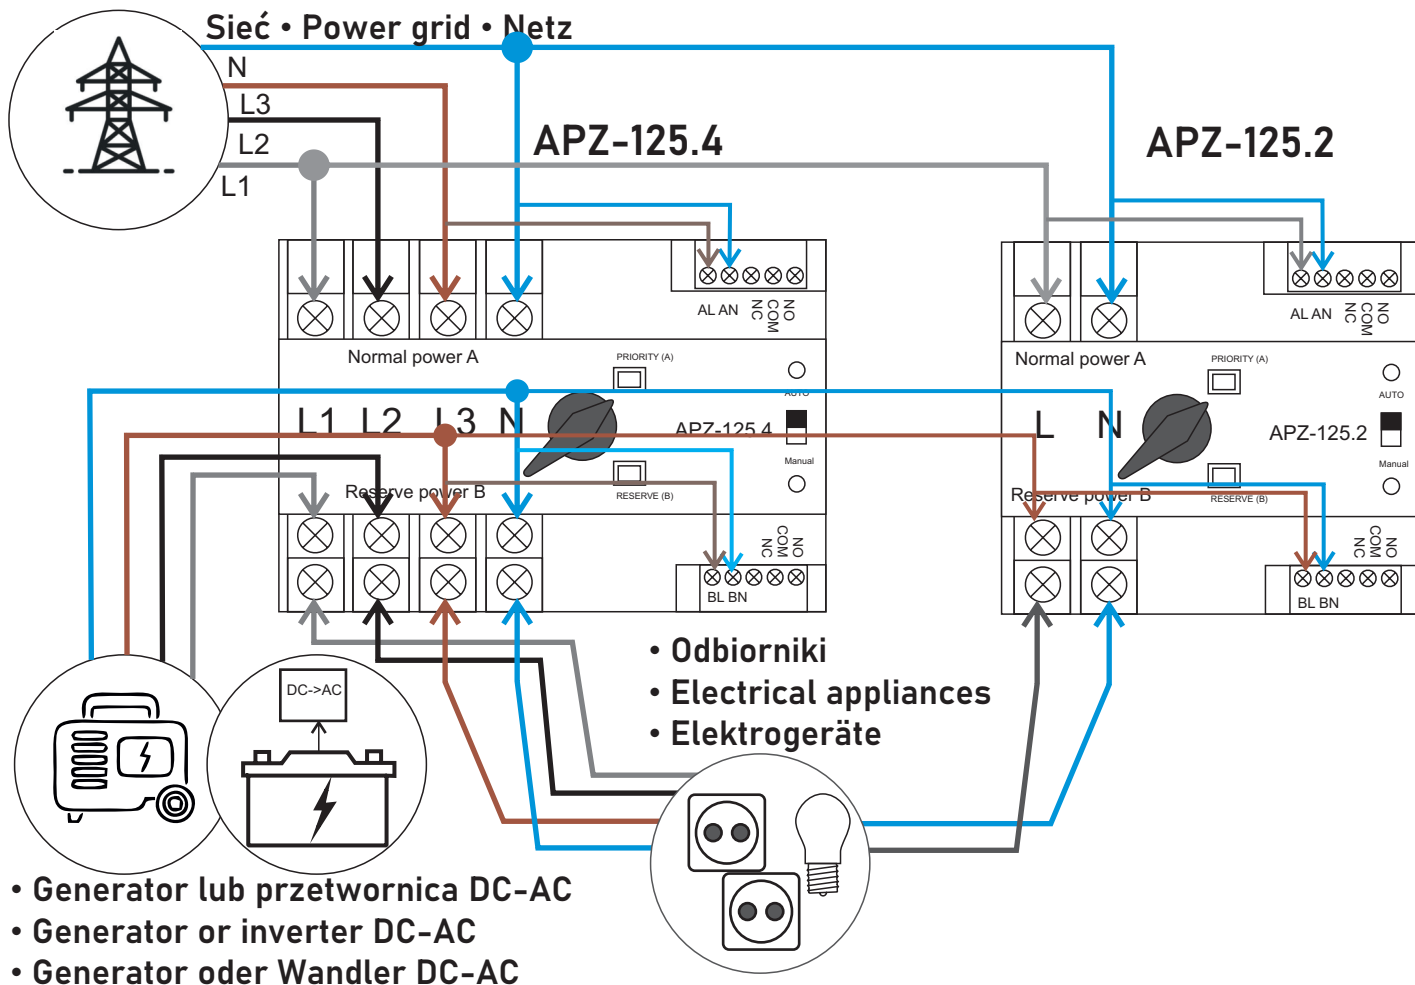 Sieć • Power grid • Netz
N
L3
L2
L1
APZ-125.4
APZ-125.2
AL AN
NC
COM
NO
AL AN
NC
COM
NO
Normal power A
PRIORITY (A)
AUTO
L1 L2 L3 N
APZ-125.4
Manual
Reserve power B
RESERVE (B)
NC
COM
NO
BL BN
Normal power A
PRIORITY (A)
AUTO
L N
APZ-125.2
Manual
Reserve power B
RESERVE (B)
NC
COM
NO
BL BN
• Odbiorniki
• Electrical appliances
• Elektrogeräte
DC->AC
• Generator lub przetwornica DC-AC
• Generator or inverter DC-AC
• Generator oder Wandler DC-AC